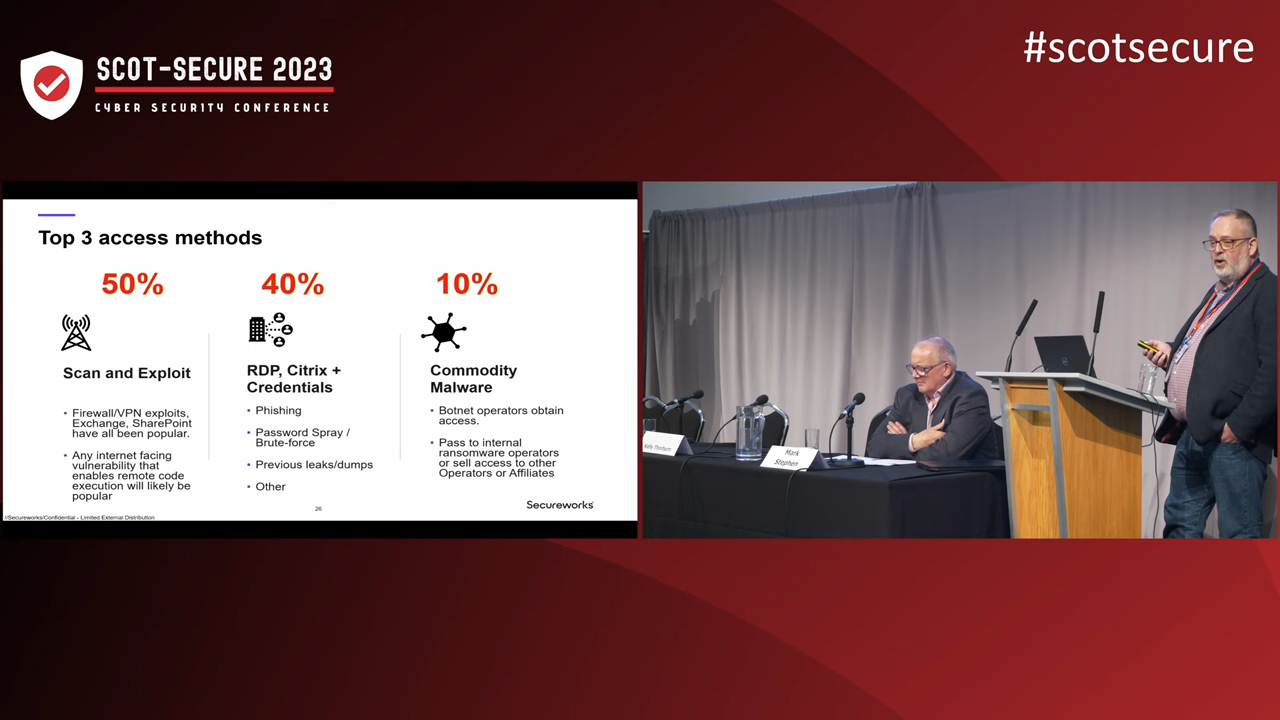 #scotsecure
SCOT-SECURE 2023
CYBER SECURITY CONFERENCE
Top 3 access methods
50%
40%
10%
Scan and Exploit
RDP, Citrix +
Credentials
Commodity
Malware
• Firewall/VPN exploits,
Exchange, SharePoint
have all been popular.
• Any internet facing
vulnerability that
enables remote code
execution will likely be
popular
• Phishing
• Password Spray /
Brute-force
• Previous leaks/dumps
• Other
• Botnet operators obtain
access.
• Pass to internal
ransomware operators
or sell access to other
Operators or Affiliates
26
Secureworks
//Secureworks/Confidential - Limited External Distribution
Kelly Thorburn
Mark
Stephen